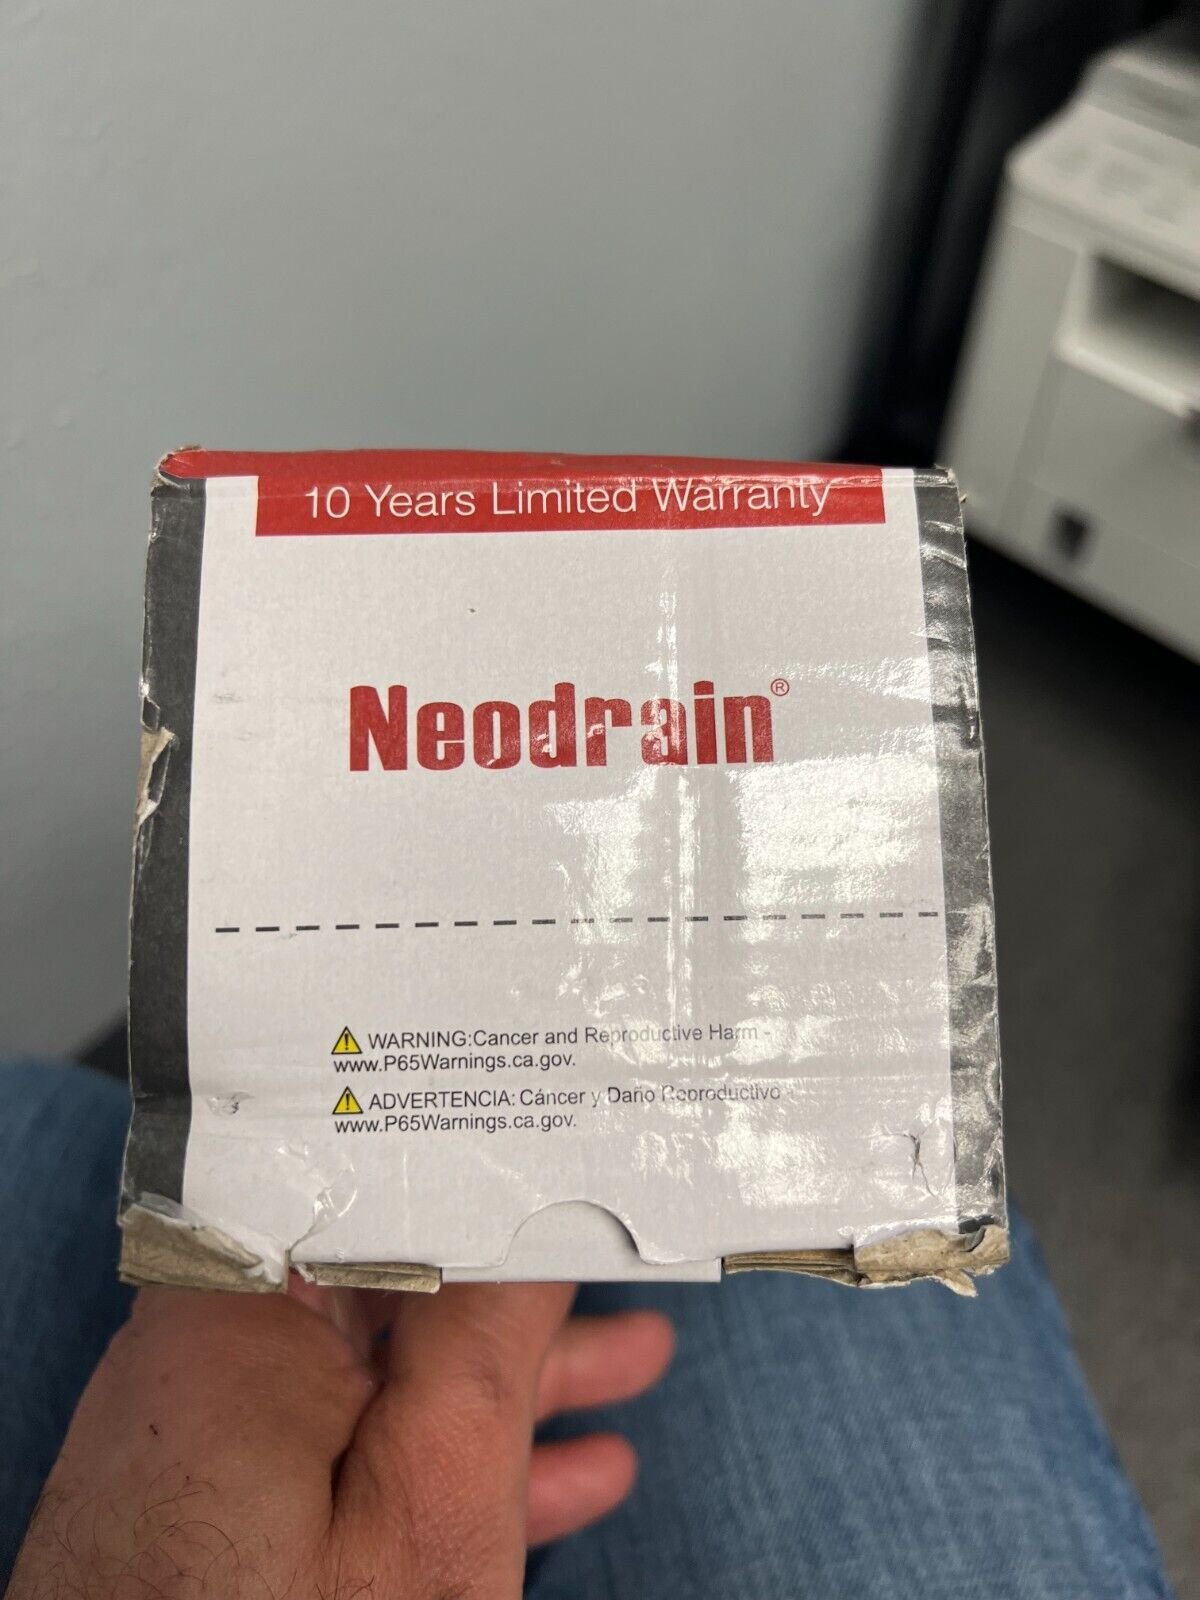 10 Years Limited Warranty
Neodrain®
⚠ WARNING:Cancer and Reproductive Harm -
www.P65Warnings.ca.gov.
⚠ ADVERTENCIA: Cáncer y Daño Reproductivo -
www.P65Warnings.ca.gov.